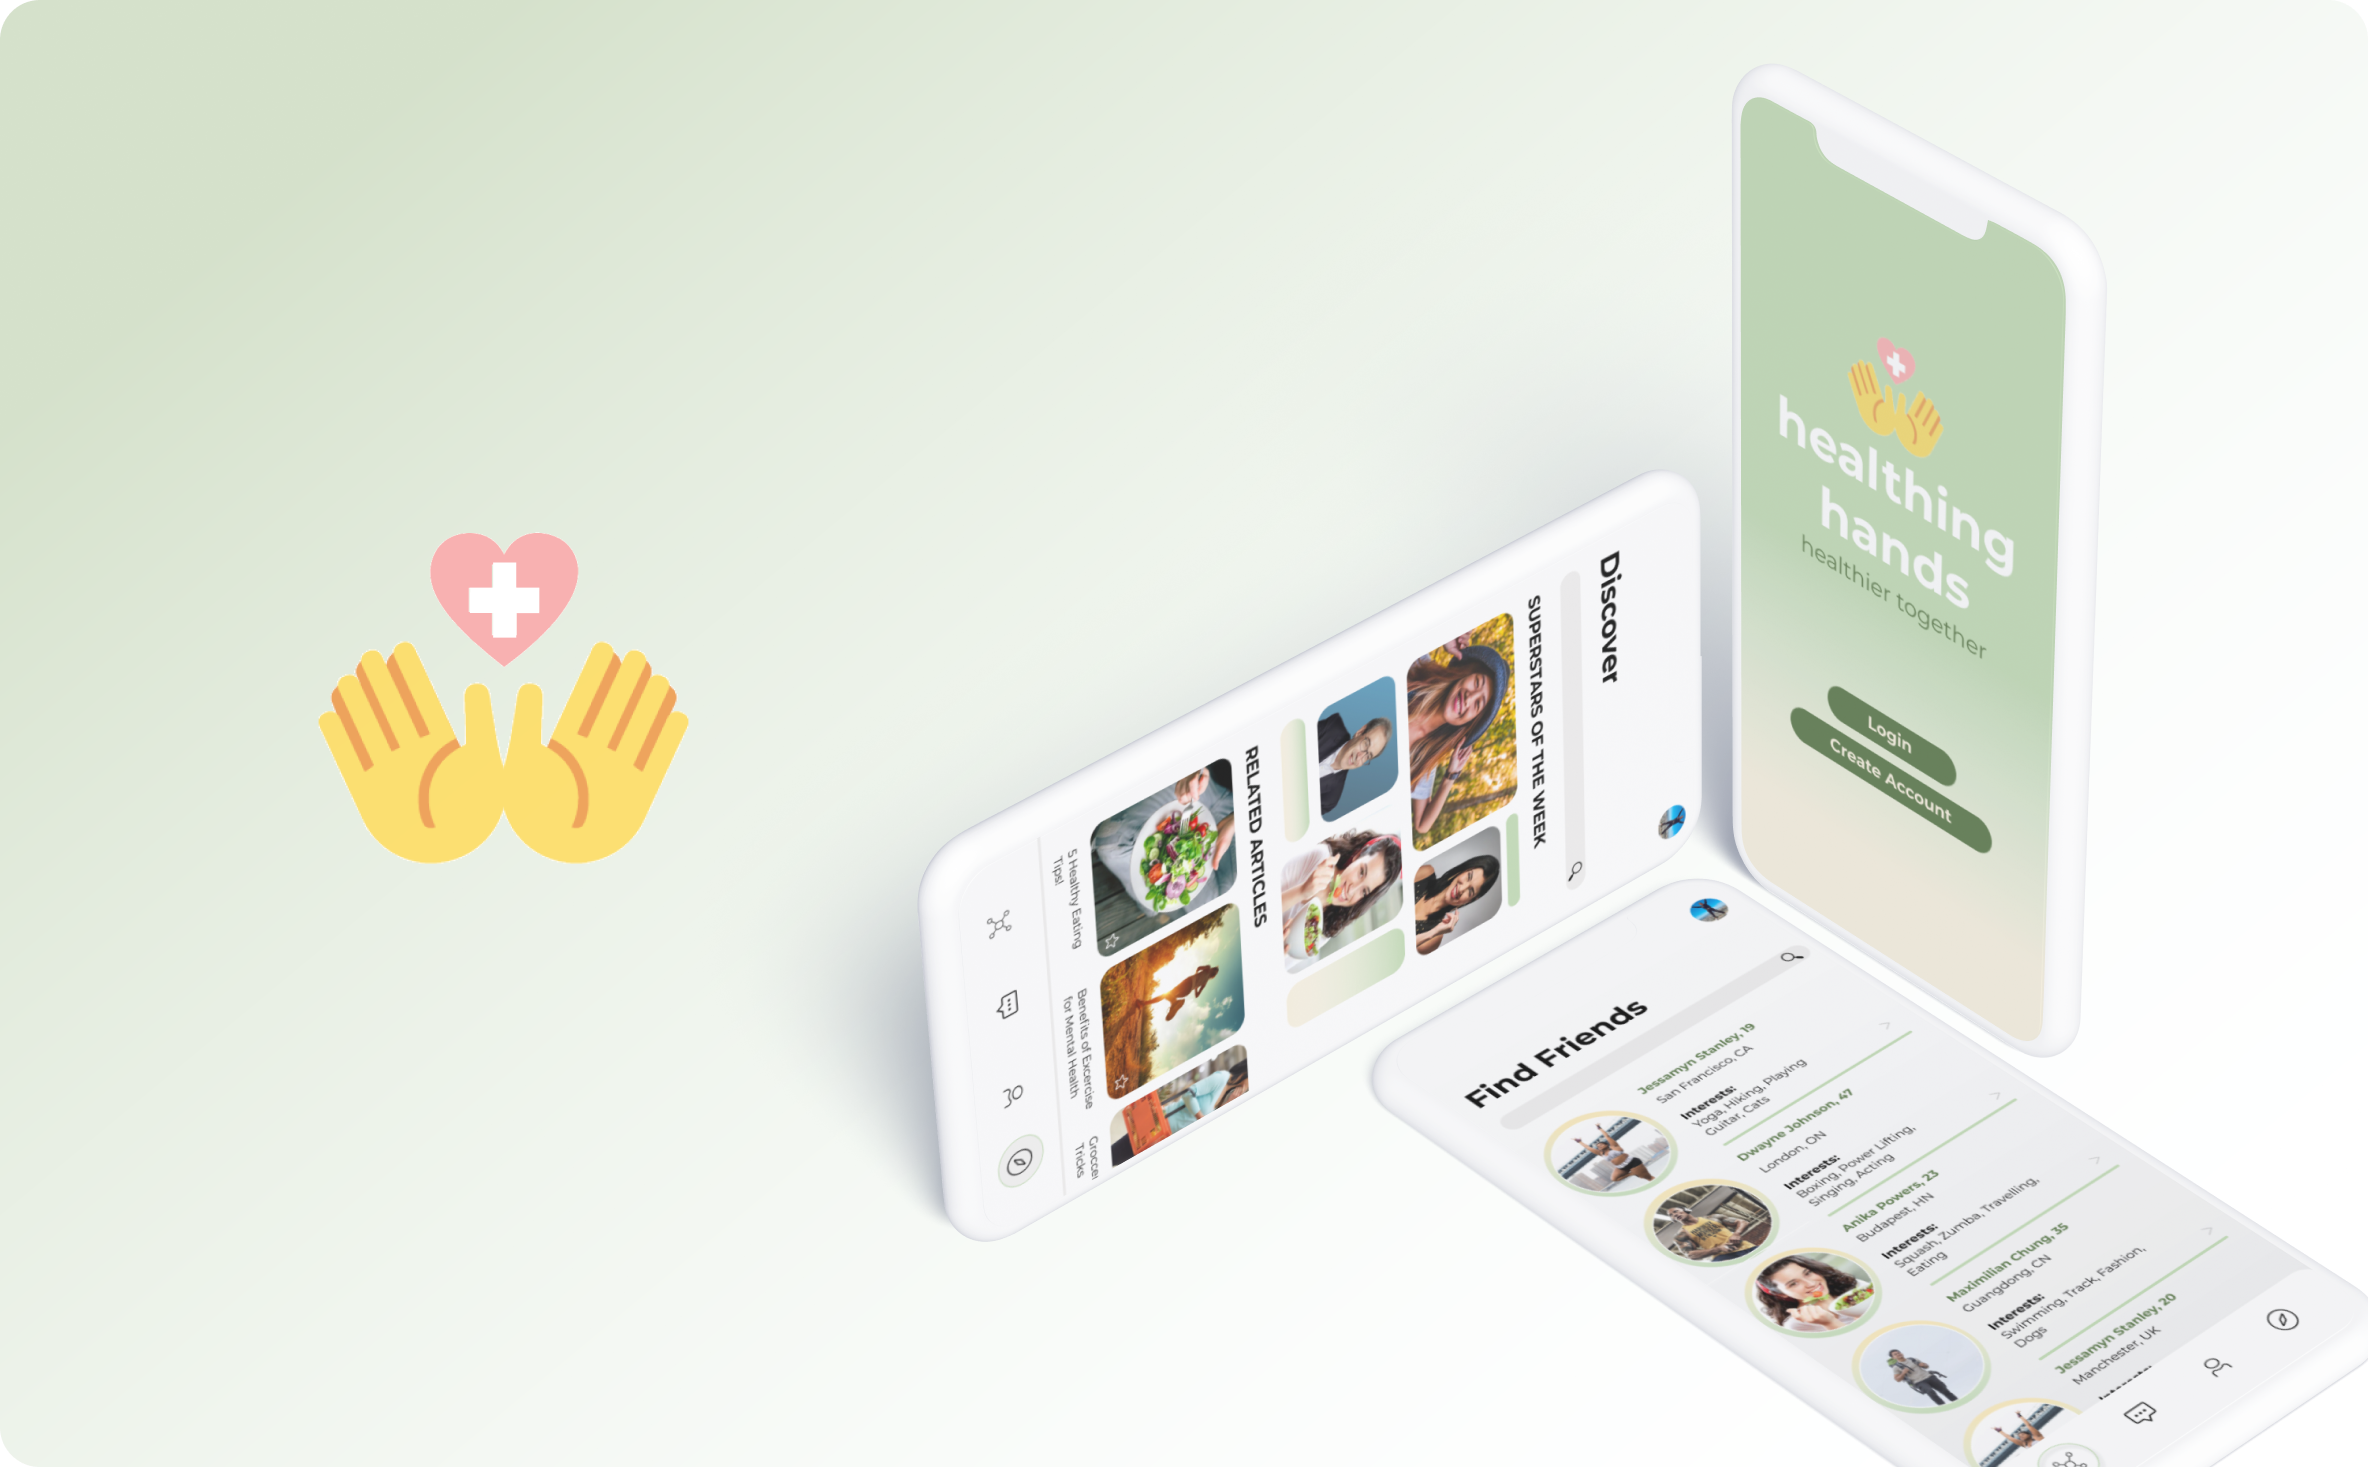 healthing
hands
healthier together
Login
Create Account
Discover
SUPERSTARS OF THE WEEK
RELATED ARTICLES
5 Healthy Eating
Tips!
Benefits of Excercise
for Mental Health
Tricks
Find Friends
Jessamyn Stanley, 19
San Francisco, CA
Interests:
Yoga, Hiking, Playing
Guitar, Cats
Dwayne Johnson, 47
London, ON
Interests:
Boxing, Power Lifting,
Singing, Acting
Anika Powers, 23
Budapest, HN
Interests:
Squash, Zumba, Travelling,
Eating
Maximilian Chung, 35
Guangdong, CN
Interests:
Swimming, Track, Fashion,
Dogs
Jessamyn Stanley, 20
Manchester, UK